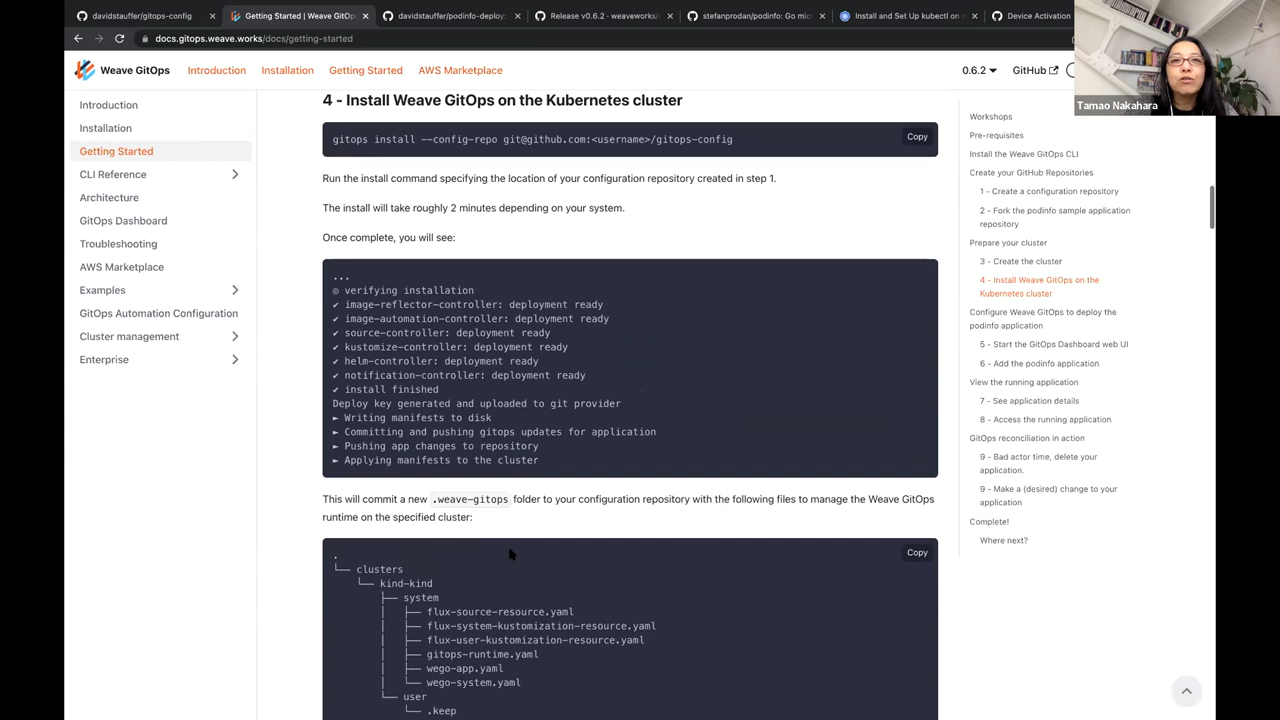 davidstauffer/gitops-config
Getting Started | Weave GitOps
davidstauffer/podinfo-deploy:
Release v0.6.2 · weaveworks/
stefanprodan/podinfo: Go mic
Install and Set Up kubectl on m
Device Activation
docs.gitops.weave.works/docs/getting-started
Weave GitOps
Introduction
Installation
Getting Started
AWS Marketplace
0.6.2
GitHub
Tamao Nakahara
Introduction
Installation
Getting Started
CLI Reference
Architecture
GitOps Dashboard
Troubleshooting
AWS Marketplace
Examples
GitOps Automation Configuration
Cluster management
Enterprise
4 - Install Weave GitOps on the Kubernetes cluster
gitops install --config-repo git@github.com:<username>/gitops-config
Copy
Run the install command specifying the location of your configuration repository created in step 1.
The install will take roughly 2 minutes depending on your system.
Once complete, you will see:
...
◎ verifying installation
✔ image-reflector-controller: deployment ready
✔ image-automation-controller: deployment ready
✔ source-controller: deployment ready
✔ kustomize-controller: deployment ready
✔ helm-controller: deployment ready
✔ notification-controller: deployment ready
✔ install finished
Deploy key generated and uploaded to git provider
► Writing manifests to disk
► Committing and pushing gitops updates for application
► Pushing app changes to repository
► Applying manifests to the cluster
This will commit a new .weave-gitops folder to your configuration repository with the following files to manage the Weave GitOps
runtime on the specified cluster:
Copy
.
└── clusters
└── kind-kind
├── system
│ ├── flux-source-resource.yaml
│ ├── flux-system-kustomization-resource.yaml
│ ├── flux-user-kustomization-resource.yaml
│ ├── gitops-runtime.yaml
│ ├── wego-app.yaml
│ └── wego-system.yaml
└── user
└── .keep
Workshops
Pre-requisites
Install the Weave GitOps CLI
Create your GitHub Repositories
1 - Create a configuration repository
2 - Fork the podinfo sample application
repository
Prepare your cluster
3 - Create the cluster
4 - Install Weave GitOps on the
Kubernetes cluster
Configure Weave GitOps to deploy the
podinfo application
5 - Start the GitOps Dashboard web UI
6 - Add the podinfo application
View the running application
7 - See application details
8 - Access the running application
GitOps reconciliation in action
9 - Bad actor time, delete your
application.
9 - Make a (desired) change to your
application
Complete!
Where next?